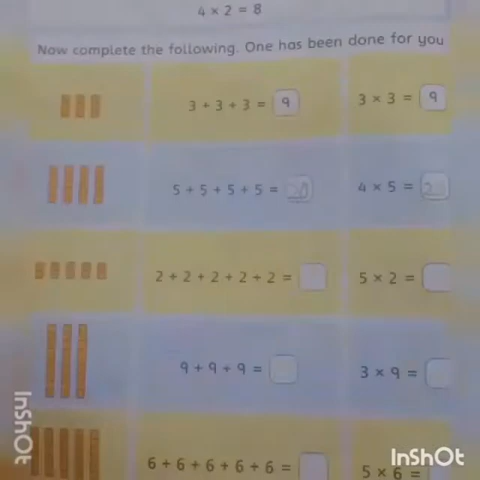 4 × 2 = 8
Now complete the following. One has been done for you
3 + 3 + 3 = 9 3 × 3 = 9
5 + 5 + 5 + 5 = 20 4 × 5 = 20
2 + 2 + 2 + 2 + 2 = 5 × 2 =
9 + 9 + 9 = 3 × 9 =
6 + 6 + 6 + 6 + 6 = 5 × 6 =
InShOt
InShOt